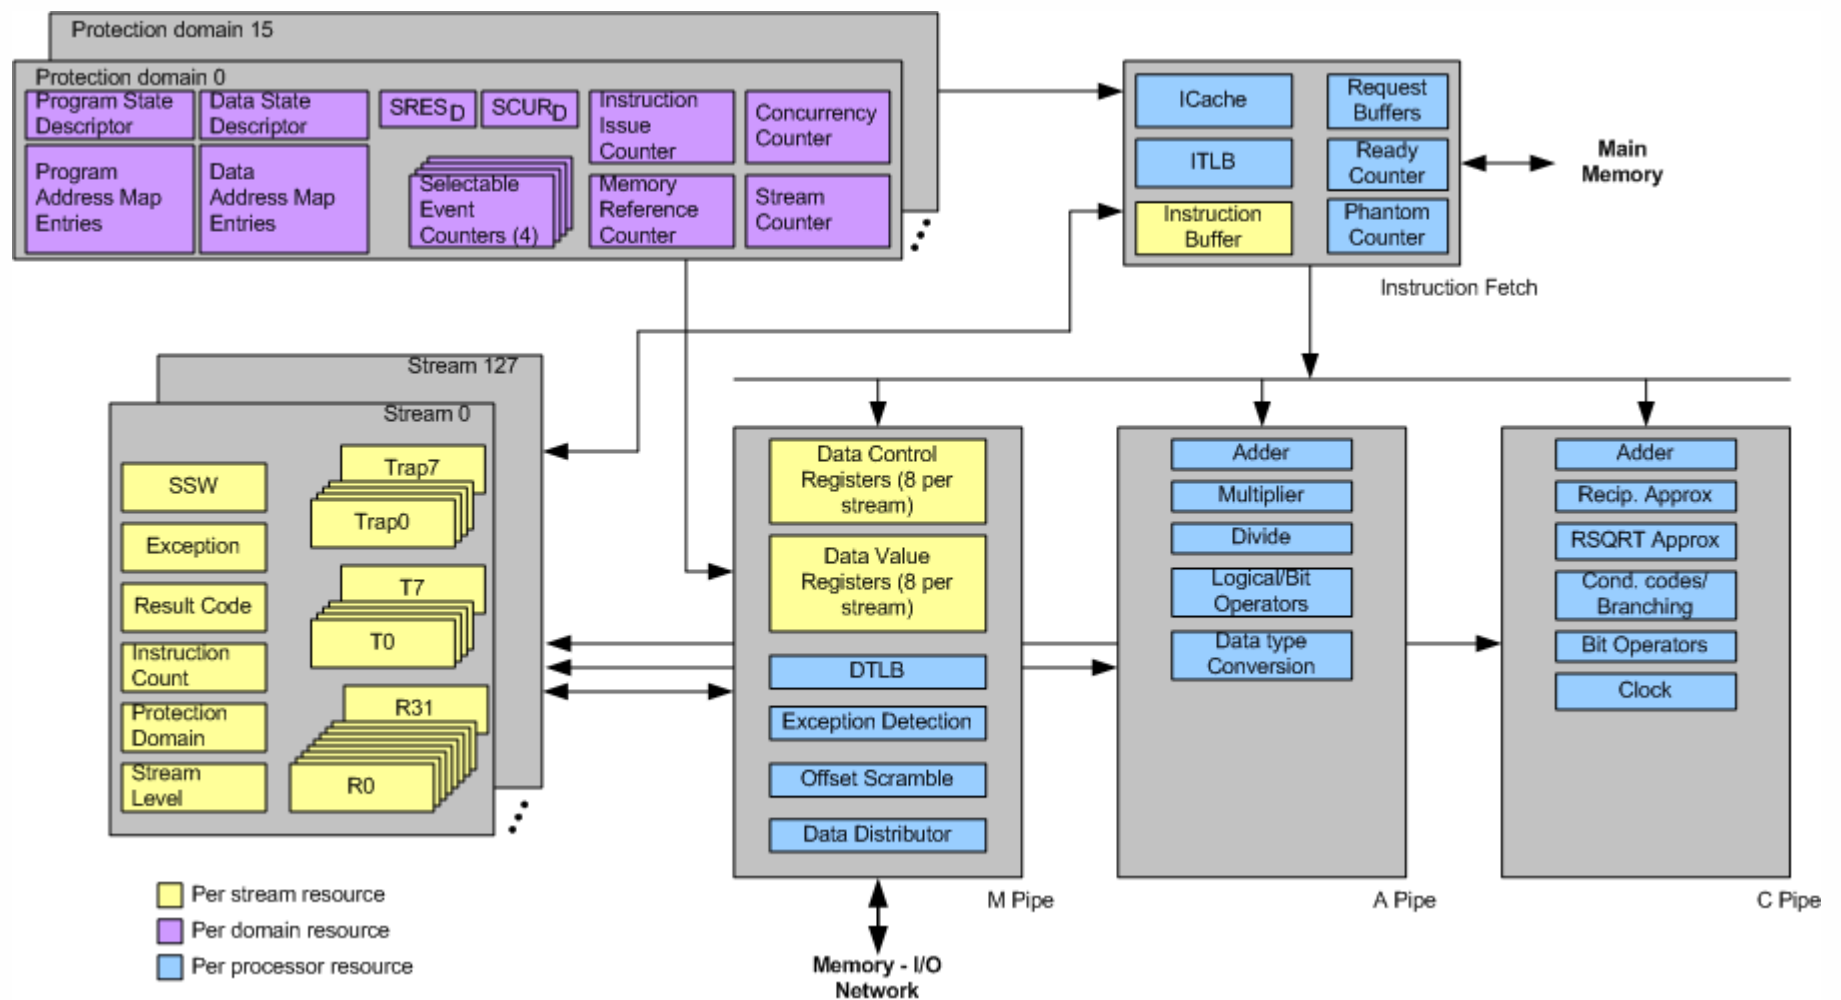 Protection domain 15
Protection domain 0
Program State
Descriptor
Data State
Descriptor
SRES D
SCUR D
Instruction
Issue
Counter
Concurrency
Counter
Program
Address Map
Entries
Data
Address Map
Entries
Selectable
Event
Counters (4)
Memory
Reference
Counter
Stream
Counter
ICache
Request
Buffers
ITLB
Ready
Counter
Instruction
Buffer
Phantom
Counter
Main
Memory
Instruction Fetch
Stream 127
Stream 0
SSW
Exception
Result Code
Instruction
Count
Protection
Domain
Stream
Level
Trap7
Trap0
T7
T0
R31
R0
Data Control
Registers (8 per
stream)
Data Value
Registers (8 per
stream)
DTLB
Exception Detection
Offset Scramble
Data Distributor
M Pipe
Adder
Multiplier
Divide
Logical/Bit
Operators
Data type
Conversion
A Pipe
Adder
Recip. Approx
RSQRT Approx
Cond. codes/
Branching
Bit Operators
Clock
C Pipe
Memory - I/O
Network
Per stream resource
Per domain resource
Per processor resource